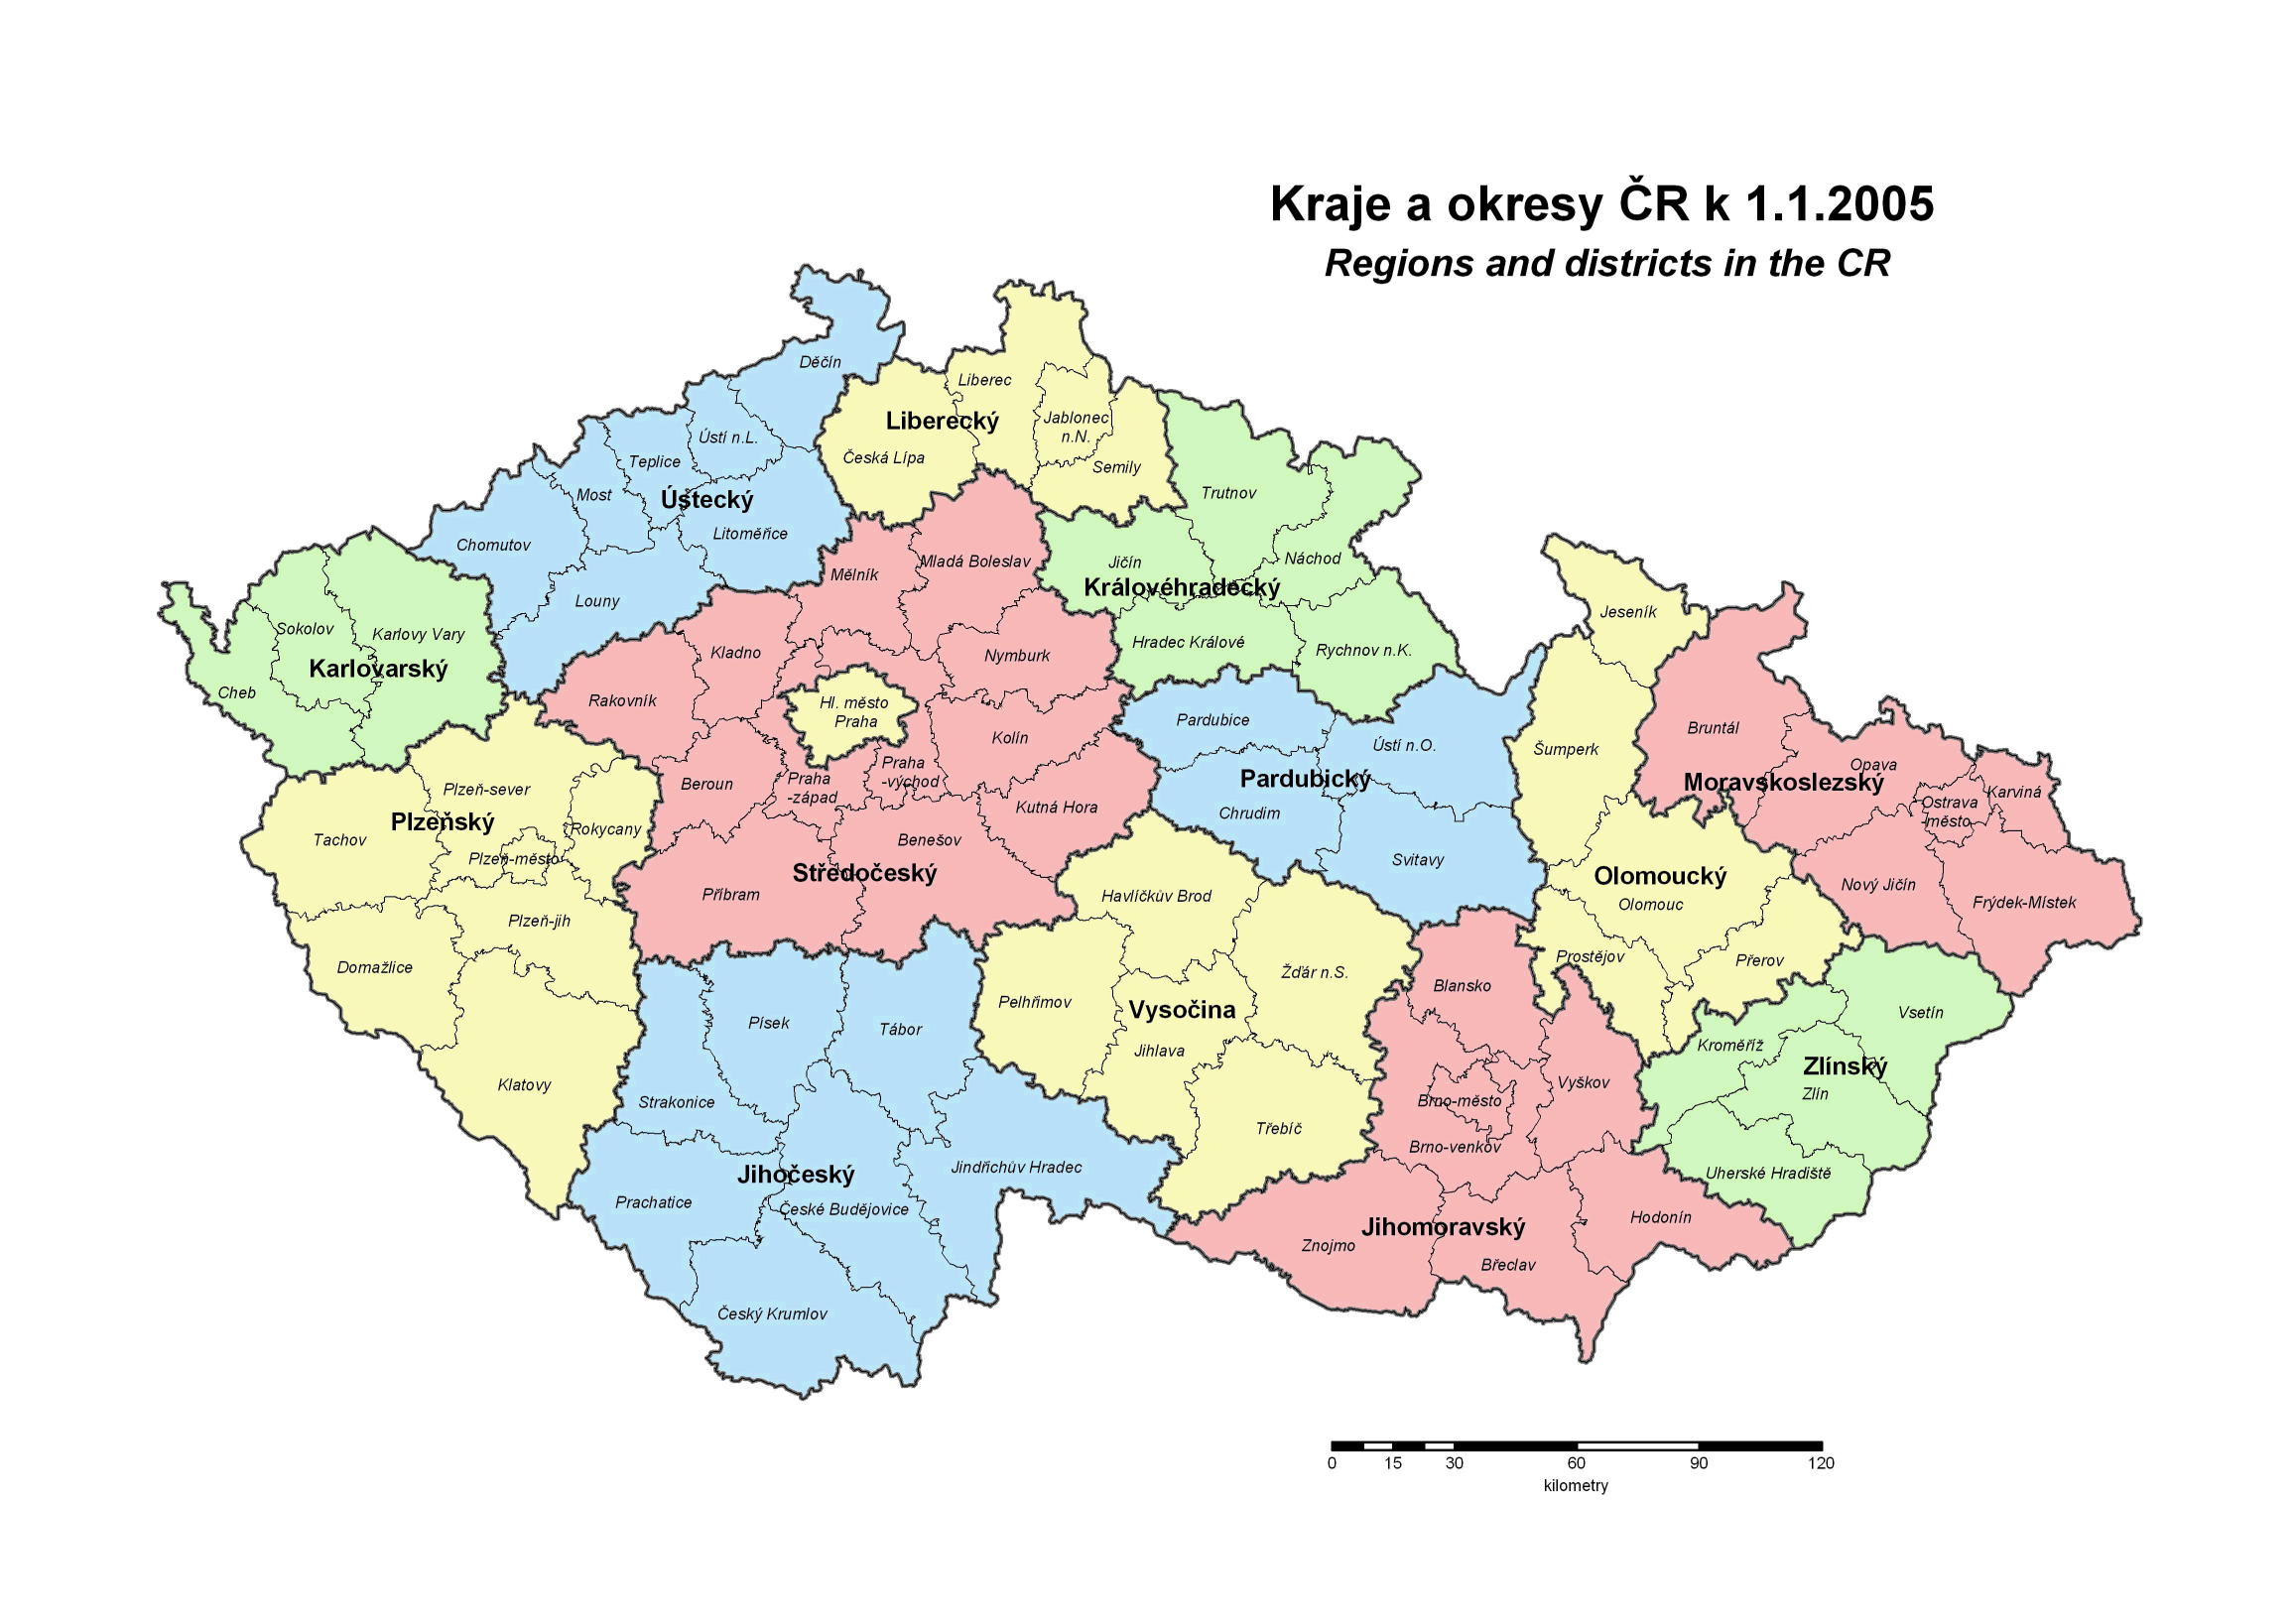 Kraje a okresy ČR k 1.1.2005
Regions and districts in the CR
Děčín
Liberec
Liberecký
Jablonec
n.N.
Ústí n.L.
Česká Lípa
Teplice
Semily
Most
Ústecký
Trutnov
Litoměřice
Chomutov
Mělník
Mladá Boleslav
Jičín
Náchod
Královéhradecký
Louny
Jeseník
Sokolov
Karlovy Vary
Karlovarský
Cheb
Kladno
Nymburk
Hradec Králové
Rychnov n.K.
Rakovník
Hl. město
Praha
Pardubice
Kolín
Ústí n.O.
Šumperk
Bruntál
Beroun
Praha
-západ
Praha
-východ
Pardubický
Moravskoslezský
Opava
Karviná
Ostrava
-město
Plzeň-sever
Plzeňský
Tachov
Rokycany
Plzeň-město
Kutná Hora
Chrudim
Benešov
Středočeský
Příbram
Svitavy
Olomoucký
Olomouc
Nový Jičín
Frýdek-Místek
Havlíčkův Brod
Plzeň-jih
Domažlice
Prostějov
Přerov
Žďár n.S.
Blansko
Pelhřimov
Vysočina
Písek
Tábor
Vsetín
Jihlava
Kroměříž
Zlínský
Zlín
Klatovy
Strakonice
Vyškov
Brno-město
Třebíč
Brno-venkov
Jihočeský
Jindřichův Hradec
Uherské Hradiště
Prachatice
České Budějovice
Jihomoravský
Hodonín
Znojmo
Břeclav
Český Krumlov
0 15 30 60 90 120
kilometry